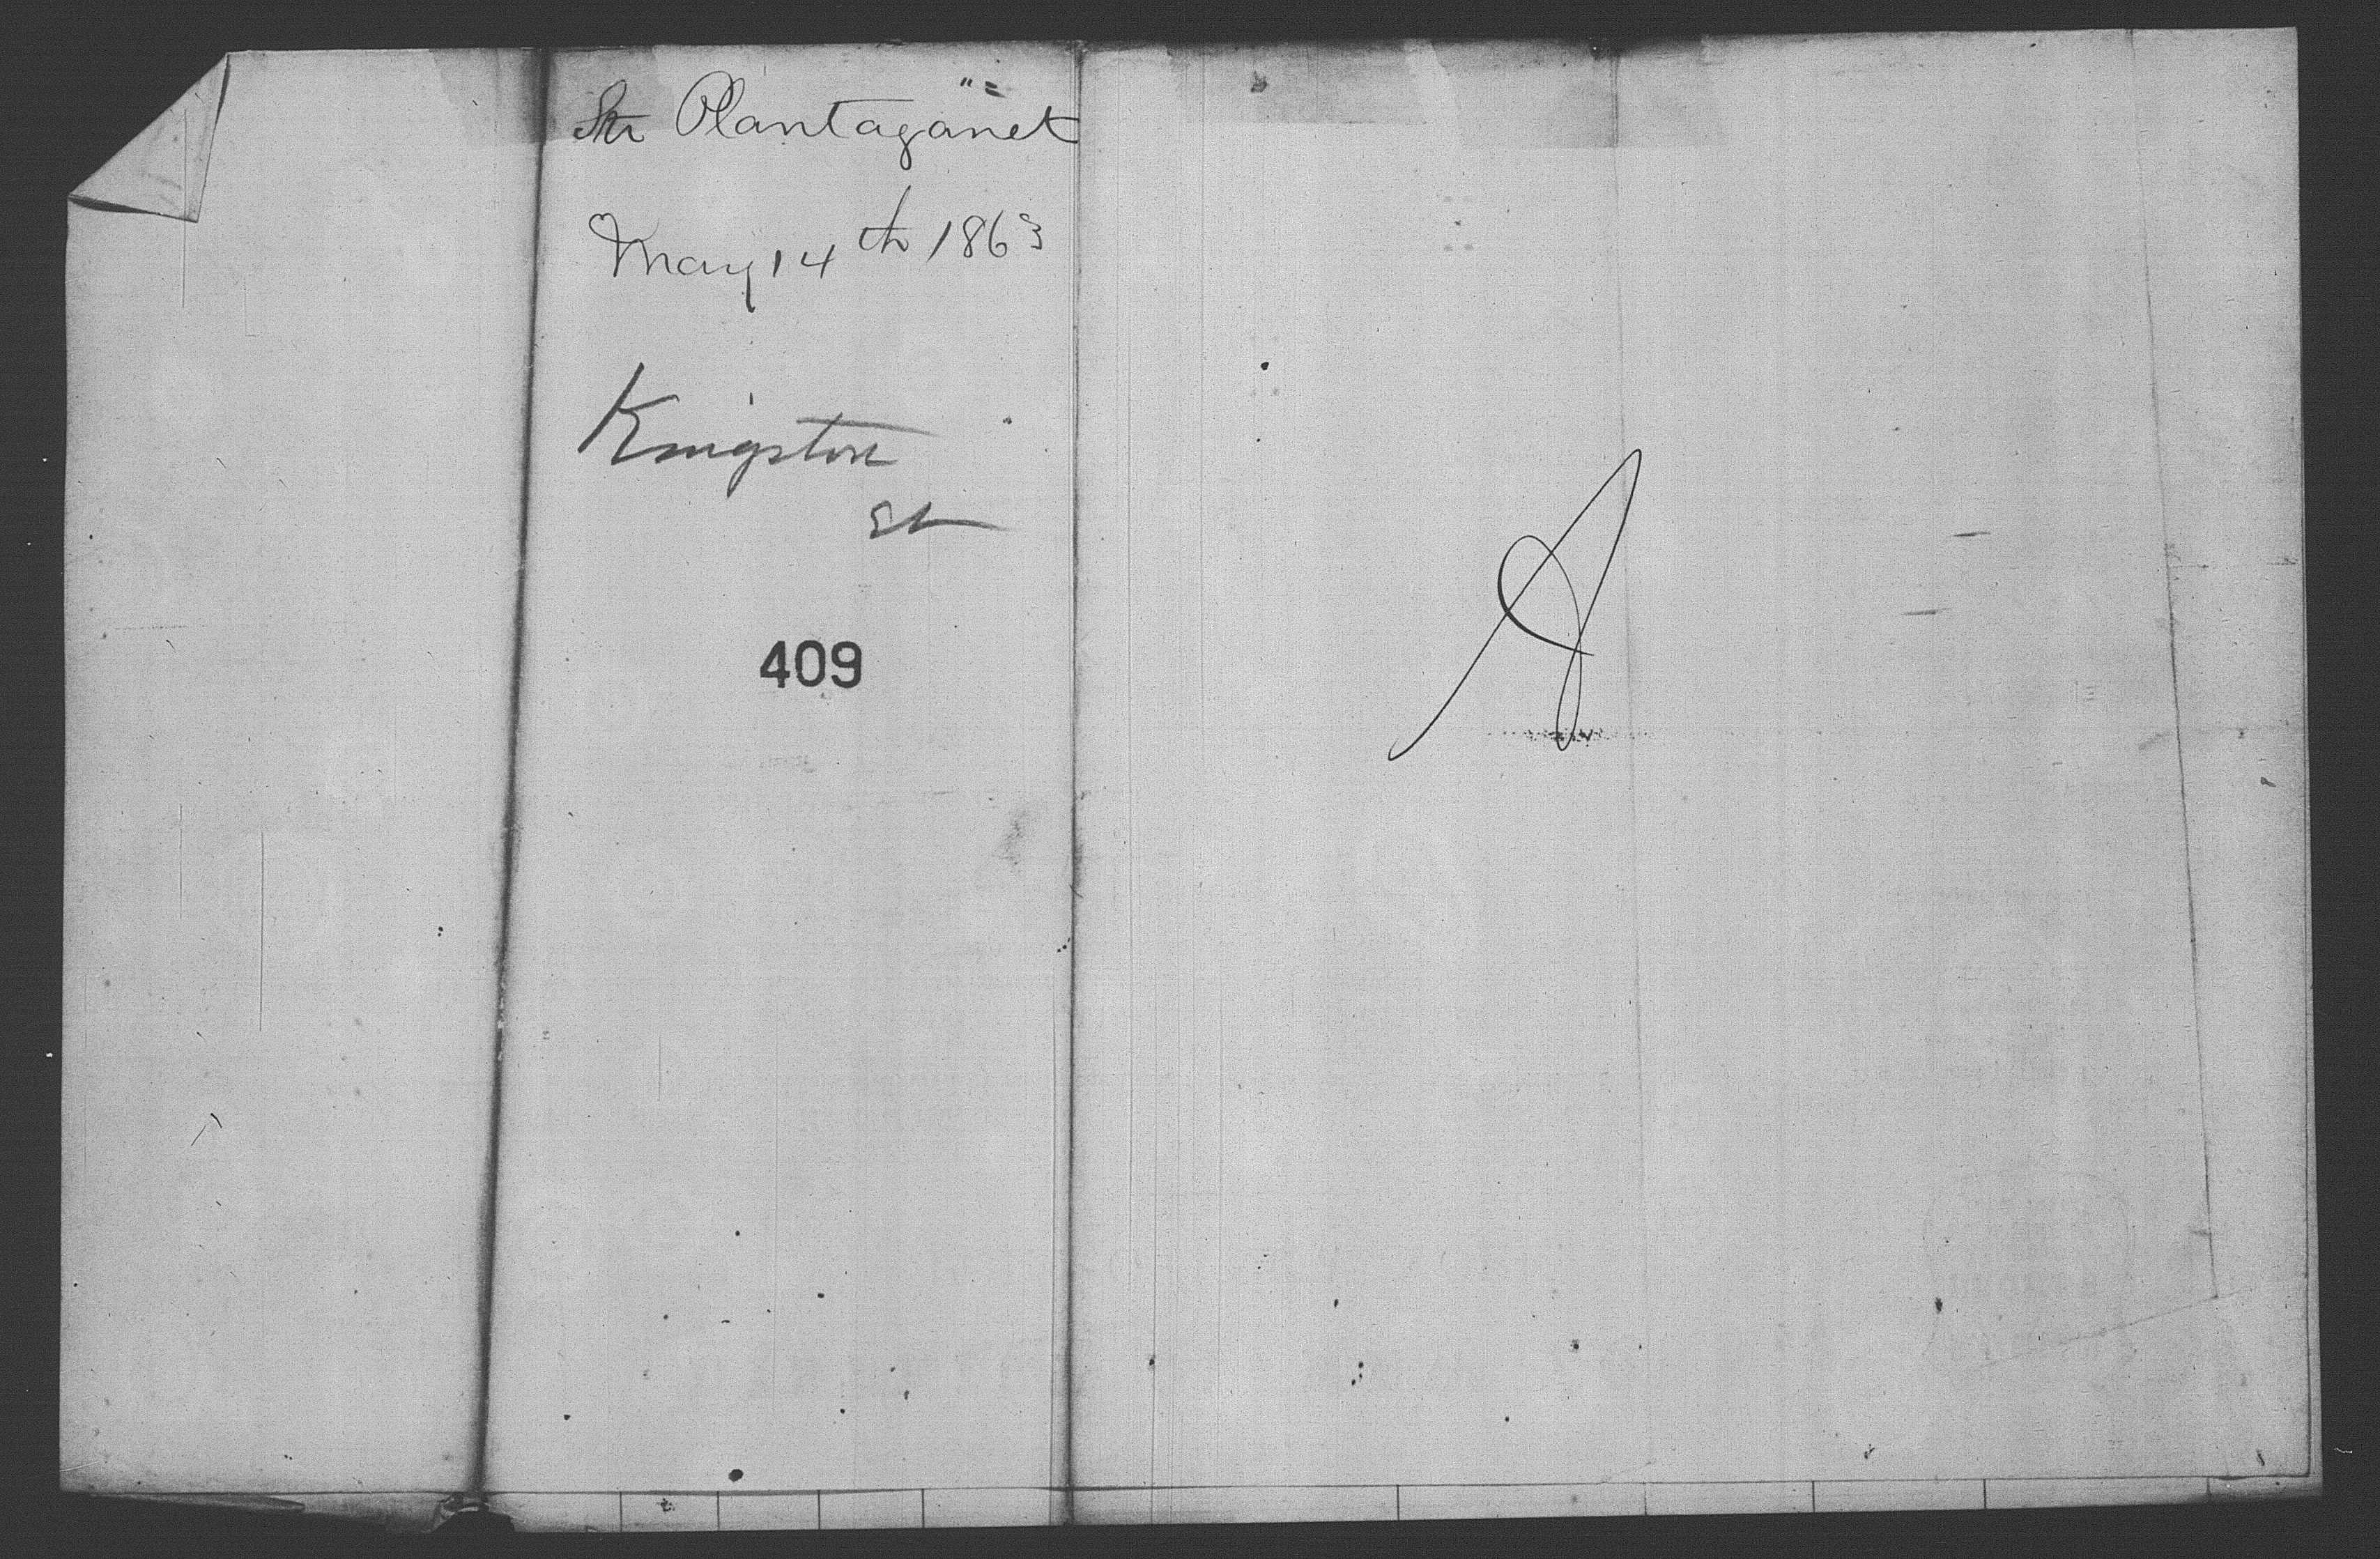 Str Plantaganet
May 14th 1863
Kingston
409
A